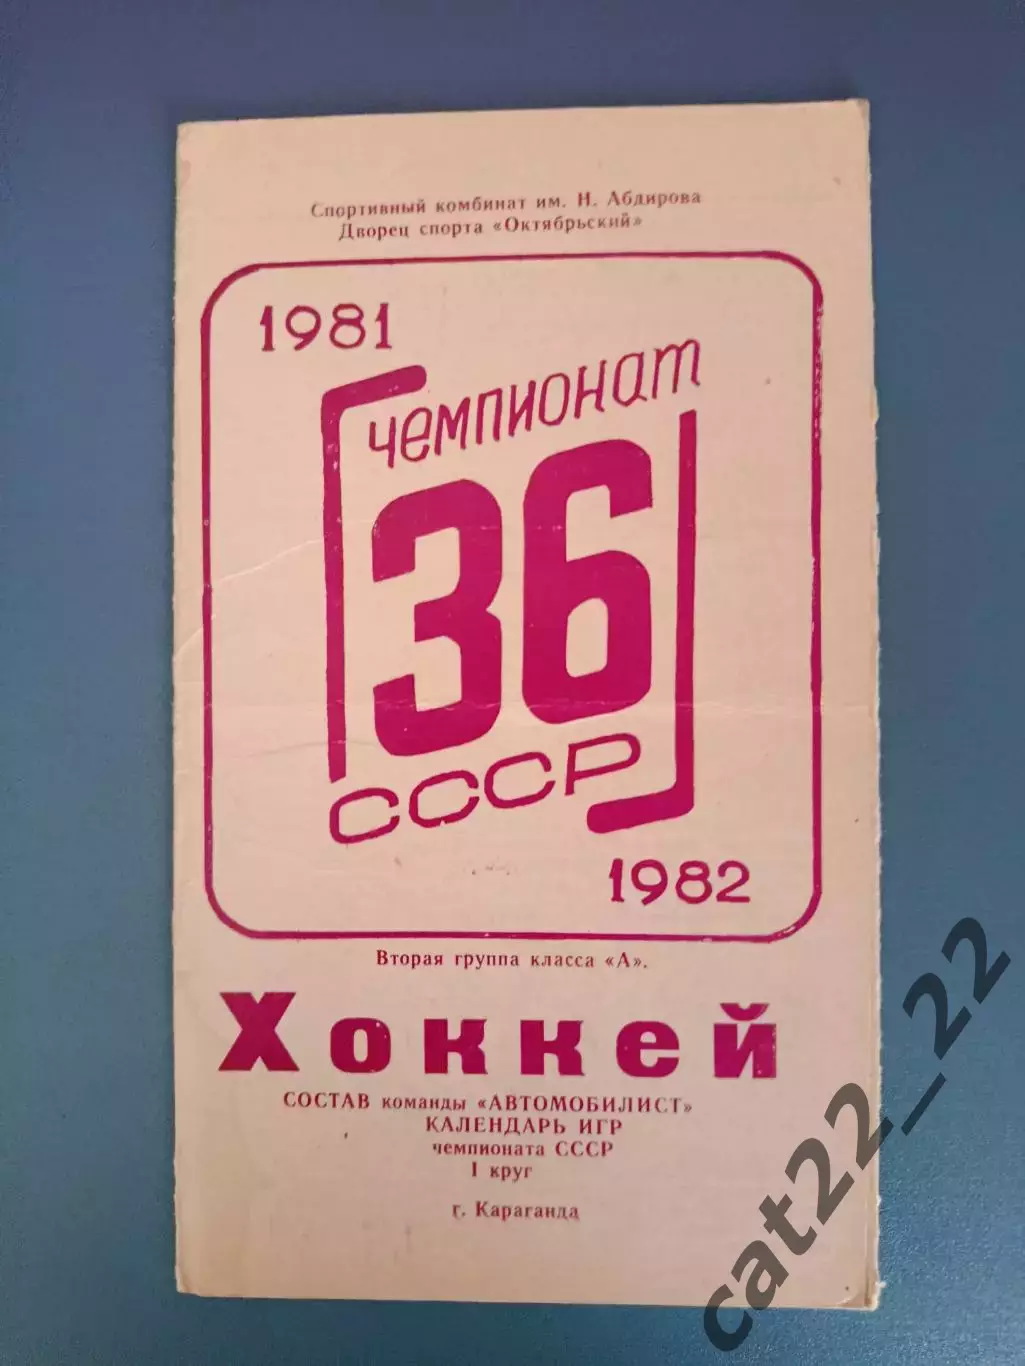 Спортивный комбинат им. Н. Абдирова
Дворец спорта «Октябрьский»
1981
Чемпионат
36
СССР
1982
Вторая группа класса «А».
Хоккей
СОСТАВ команды «АВТОМОБИЛИСТ»
КАЛЕНДАРЬ ИГР
чемпионата СССР
I круг
г. Караганда
cat22_22